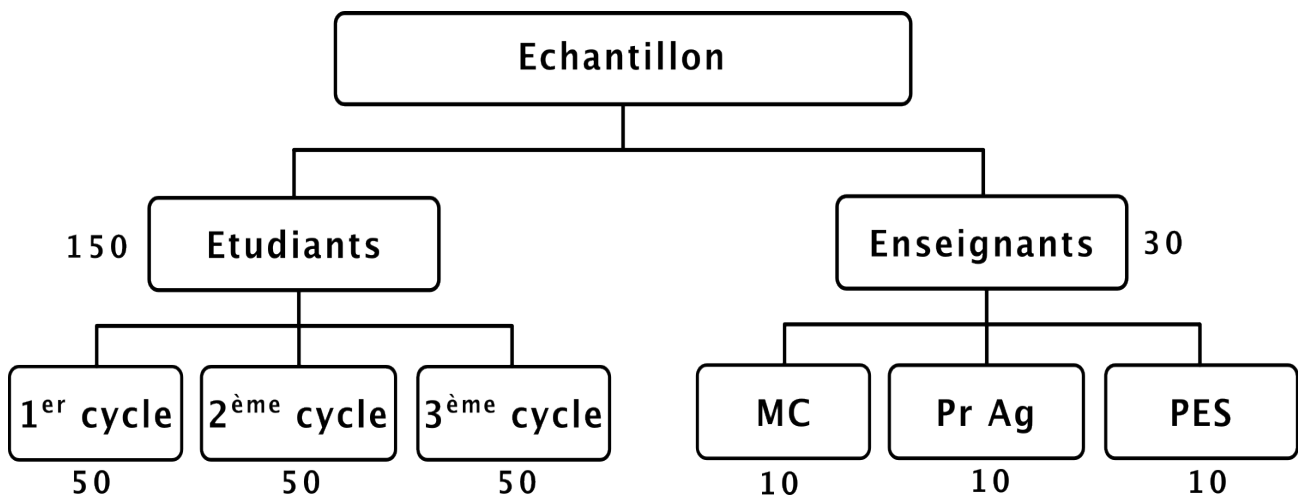 Echantillon
150 Etudiants
Enseignants 30
1er cycle
2ème cycle
3ème cycle
MC
Pr Ag
PES
50
50
50
10
10
10